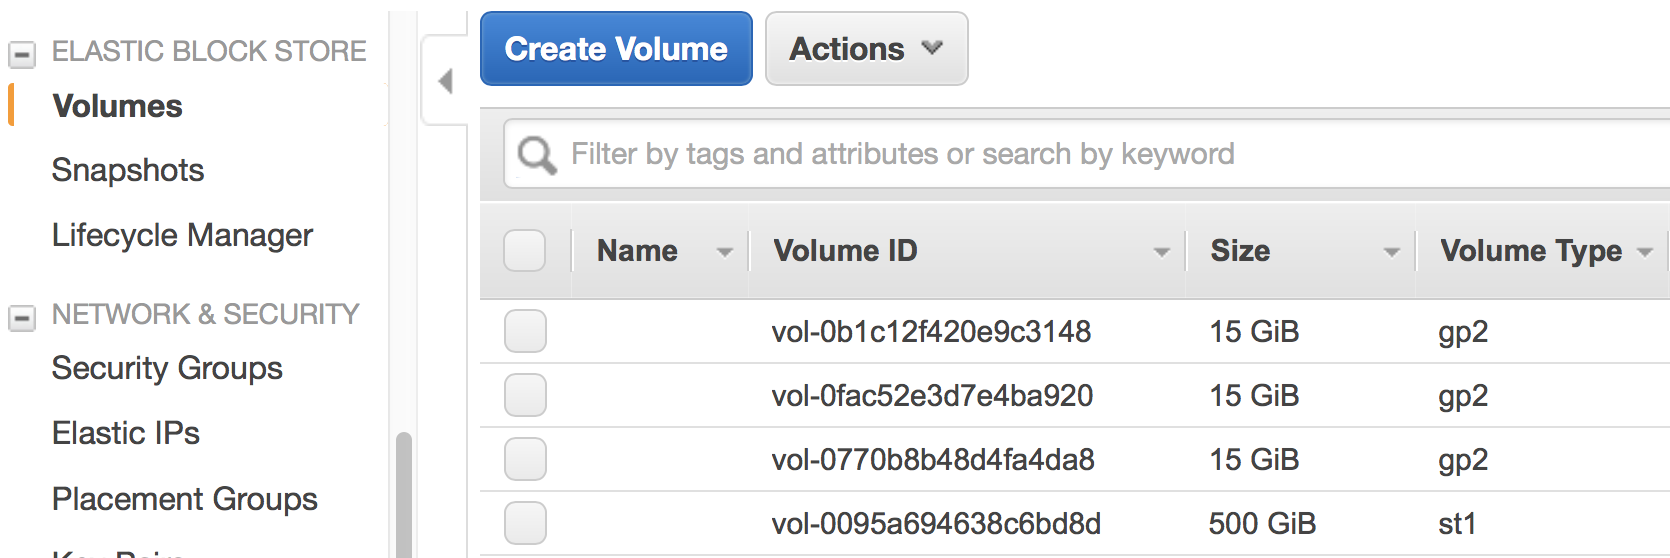 ELASTIC BLOCK STORE
Volumes
Snapshots
Lifecycle Manager
NETWORK & SECURITY
Security Groups
Elastic IPs
Placement Groups
Create Volume
Actions
Filter by tags and attributes or search by keyword
Name Volume ID Size Volume Type
vol-0b1c12f420e9c3148 15 GiB gp2
vol-0fac52e3d7e4ba920 15 GiB gp2
vol-0770b8b48d4fa4da8 15 GiB gp2
vol-0095a694638c6bd8d 500 GiB st1